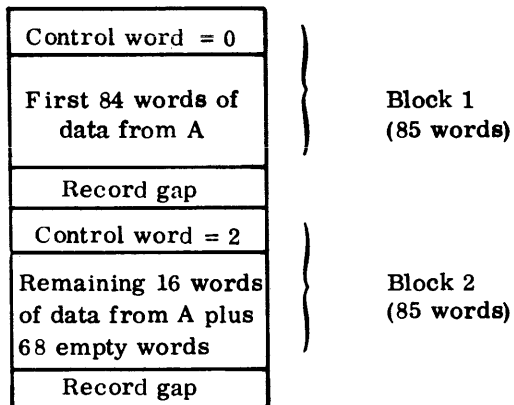 Control word = 0
First 84 words of
data from A
Block 1
(85 words)
Record gap
Control word = 2
Remaining 16 words
of data from A plus
68 empty words
Block 2
(85 words)
Record gap